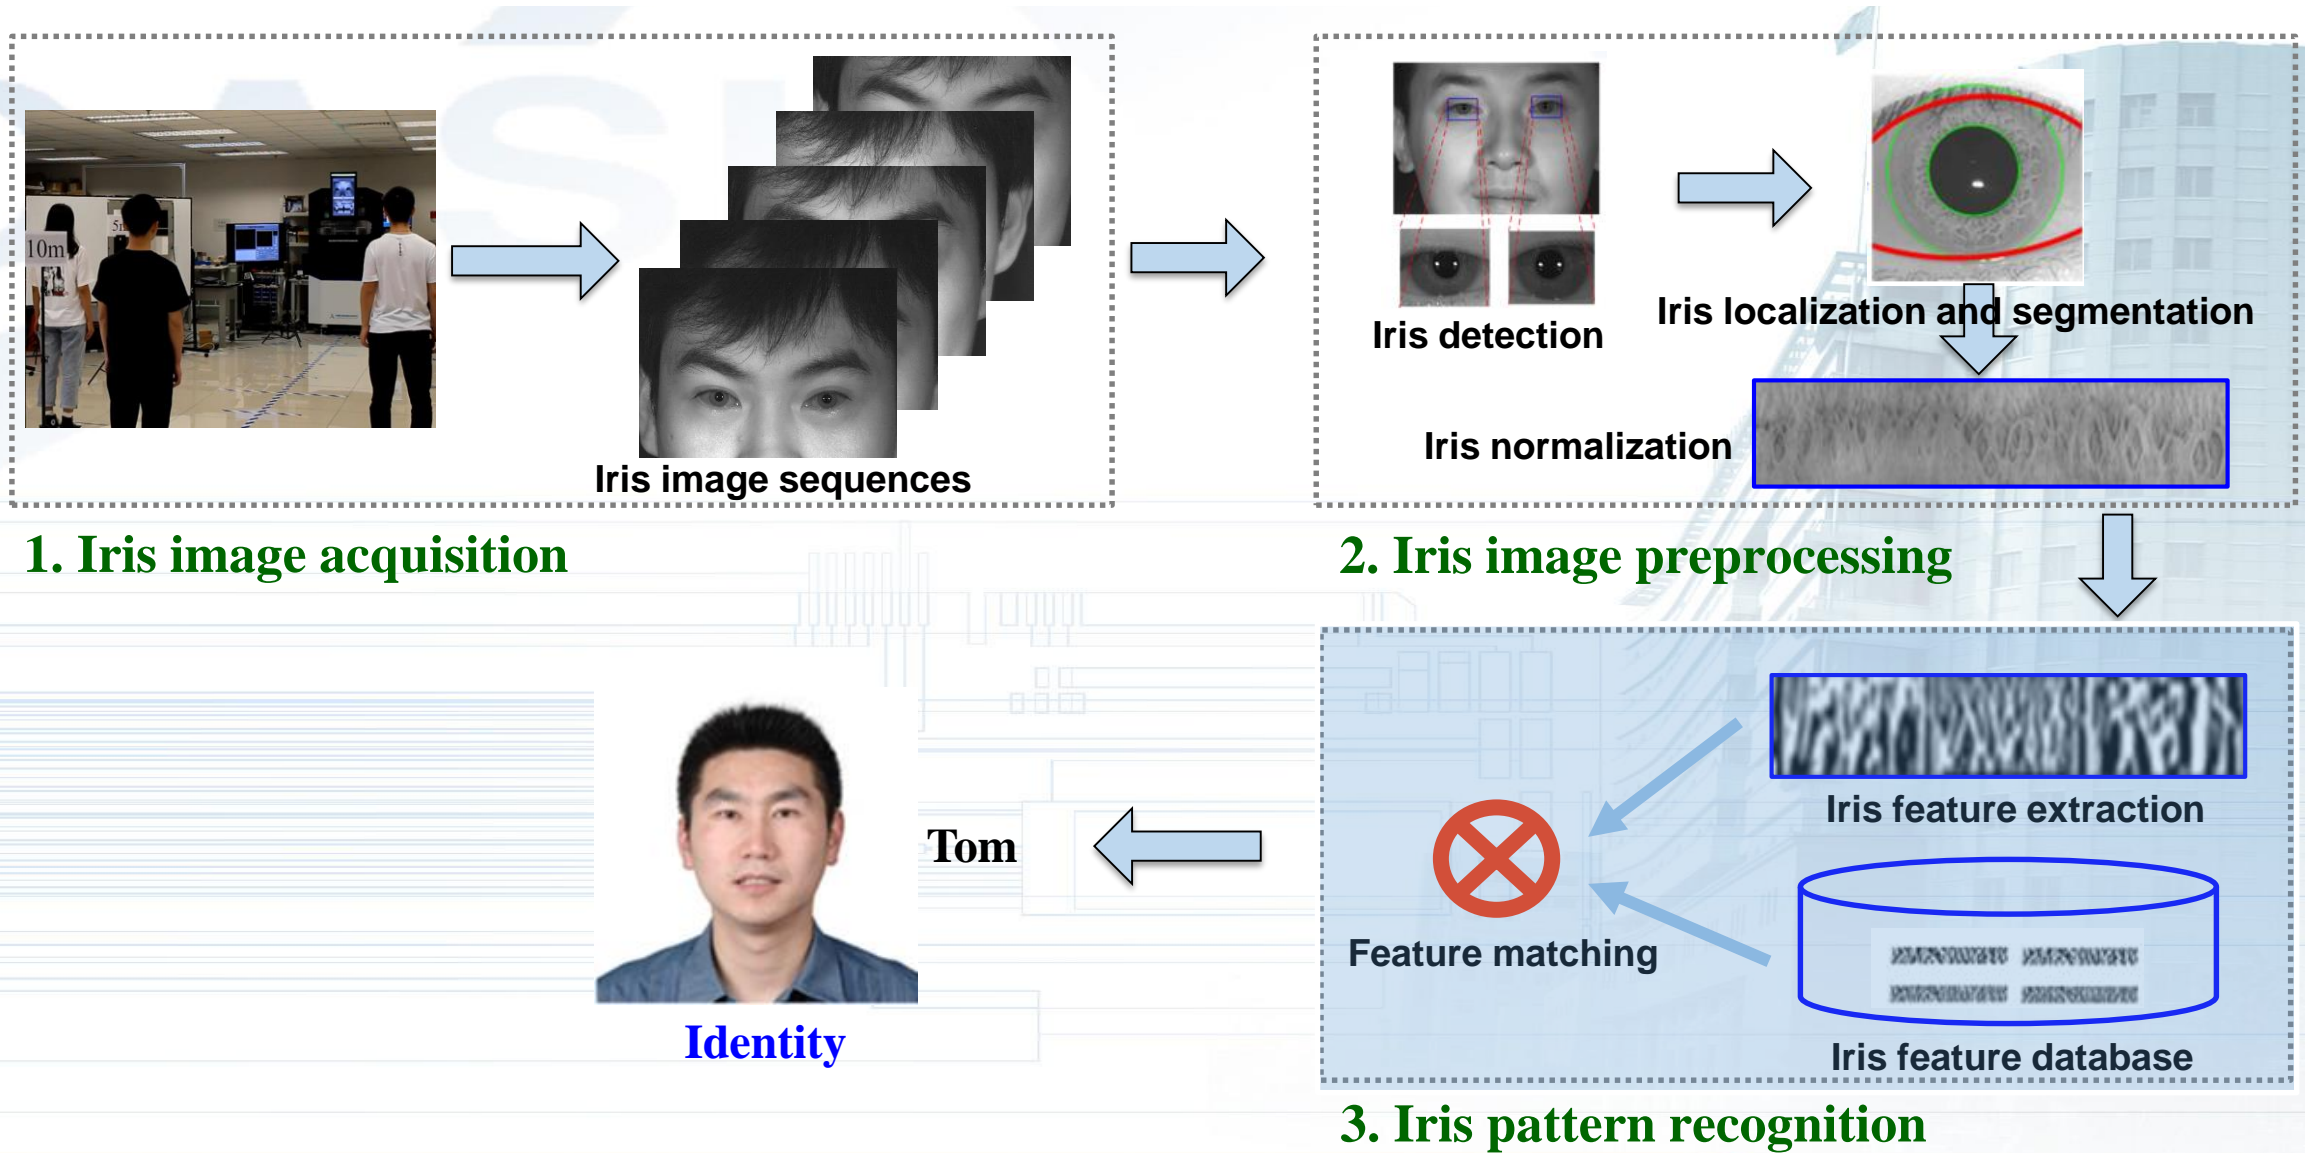 10m
5m
Iris image sequences
1. Iris image acquisition
Iris detection
Iris localization and segmentation
Iris normalization
2. Iris image preprocessing
Iris feature extraction
Feature matching
Iris feature database
3. Iris pattern recognition
Tom
Identity